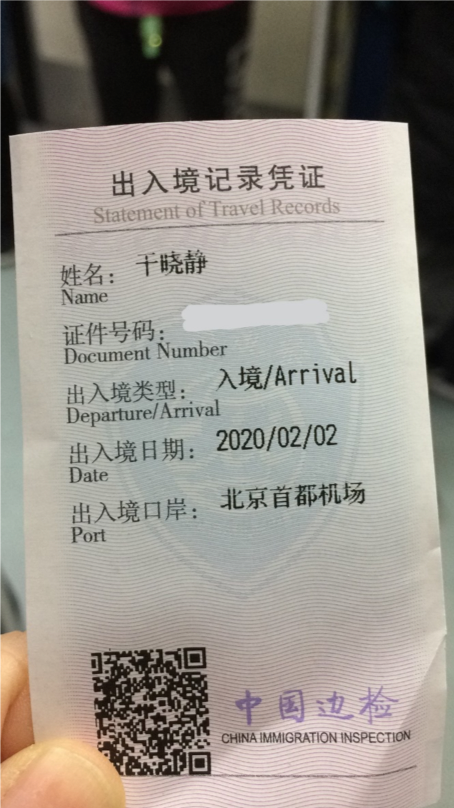 出入境记录凭证
Statement of Travel Records
姓名： 干晓静
Name
证件号码：
Document Number
出入境类型： 入境/Arrival
Departure/Arrival
出入境日期： 2020/02/02
Date
出入境口岸： 北京首都机场
Port
中国边检
CHINA IMMIGRATION INSPECTION